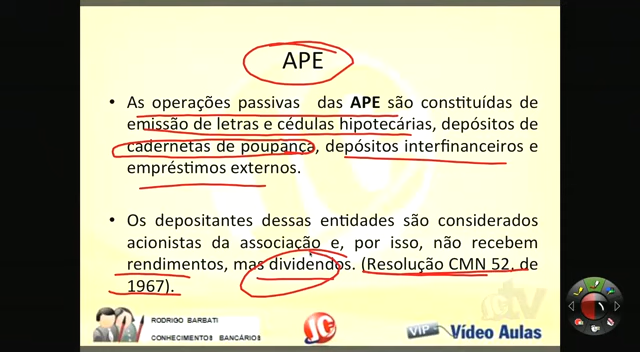 APE
• As operações passivas das APE são constituídas de
emissão de letras e cédulas hipotecárias, depósitos de
cadernetas de poupança, depósitos interfinanceiros e
empréstimos externos.
• Os depositantes dessas entidades são considerados
acionistas da associação e, por isso, não recebem
rendimentos, mas dividendos. (Resolução CMN 52, de
1967).
RODRIGO BARBATI
CONHECIMENTOS BANCÁRIOS
JC
VIP Vídeo Aulas